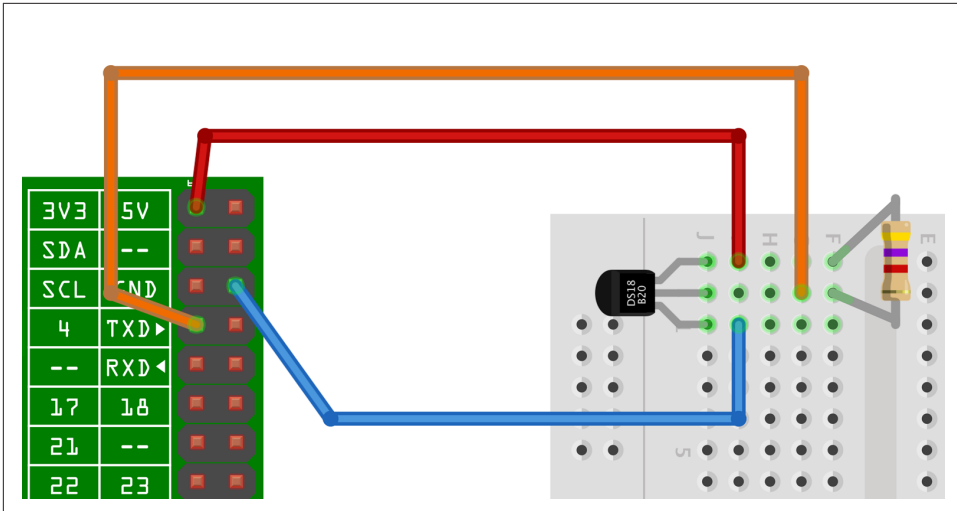 3V3 5V
SDA --
SCL GND
4 TXD▶
-- RXD◀
17 18
21 --
22 23
DS18
B20
J H F E
5